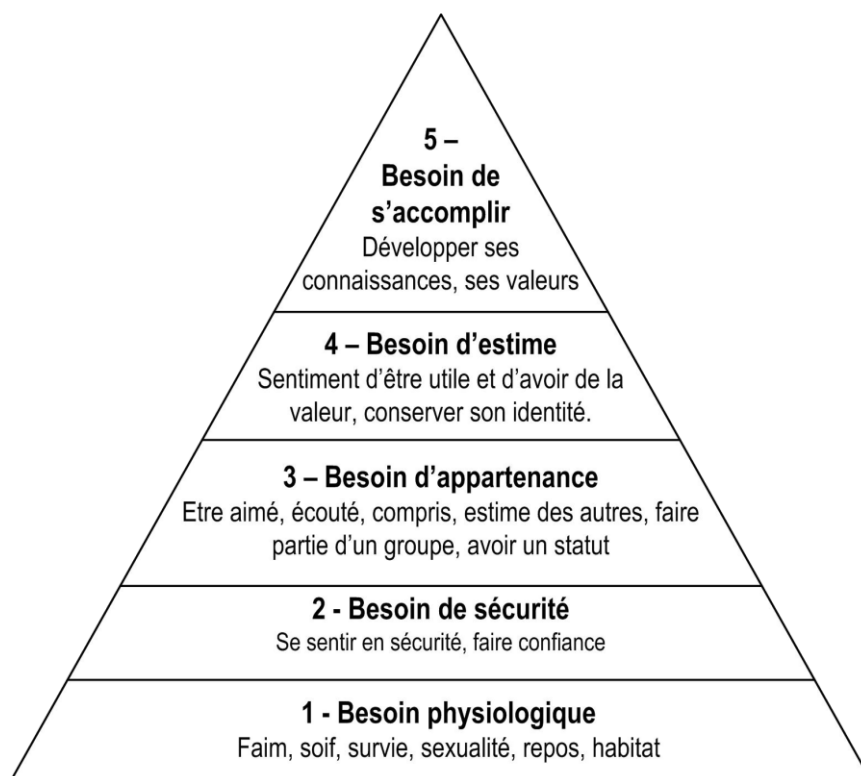 5 –
Besoin de
s’accomplir
Développer ses
connaissances, ses valeurs
4 – Besoin d’estime
Sentiment d’être utile et d’avoir de la
valeur, conserver son identité.
3 – Besoin d’appartenance
Etre aimé, écouté, compris, estime des autres, faire
partie d’un groupe, avoir un statut
2 - Besoin de sécurité
Se sentir en sécurité, faire confiance
1 - Besoin physiologique
Faim, soif, survie, sexualité, repos, habitat